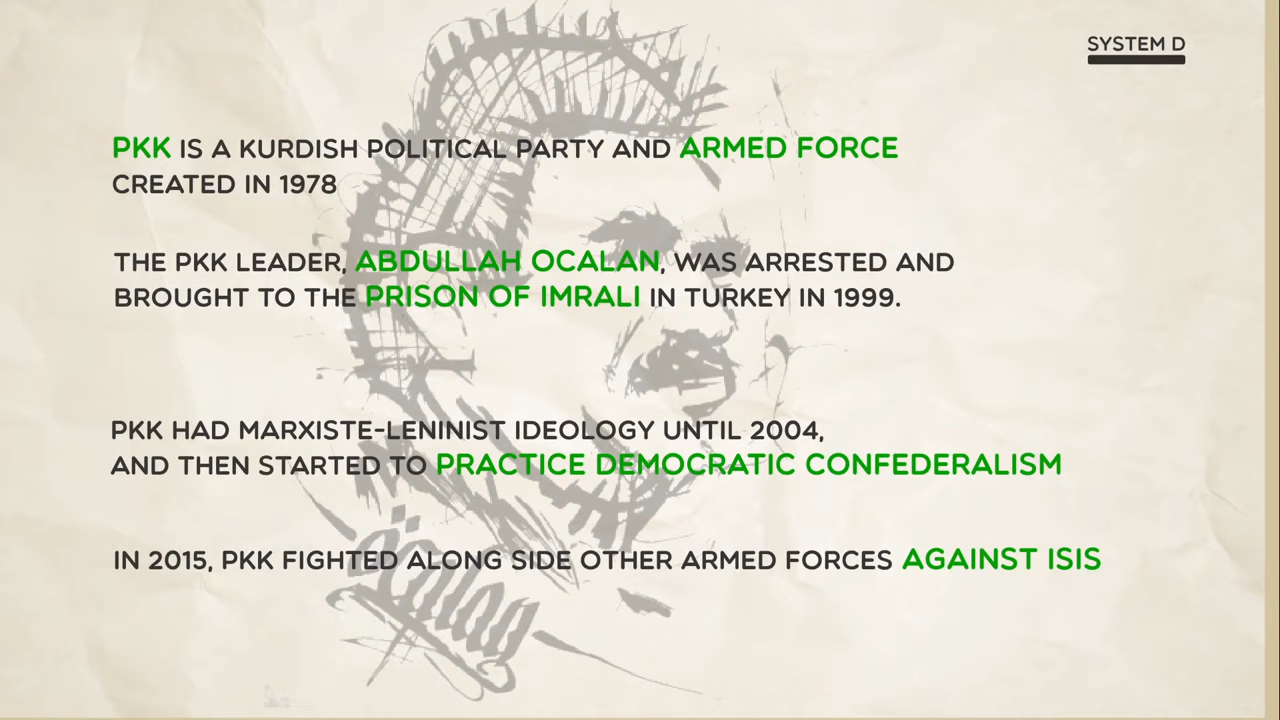 SYSTEM D
PKK IS A KURDISH POLITICAL PARTY AND ARMED FORCE
CREATED IN 1978
THE PKK LEADER, ABDULLAH OCALAN, WAS ARRESTED AND
BROUGHT TO THE PRISON OF IMRALI IN TURKEY IN 1999.
PKK HAD MARXISTE-LENINIST IDEOLOGY UNTIL 2004,
AND THEN STARTED TO PRACTICE DEMOCRATIC CONFEDERALISM
IN 2015, PKK FIGHTED ALONG SIDE OTHER ARMED FORCES AGAINST ISIS
Öcalan